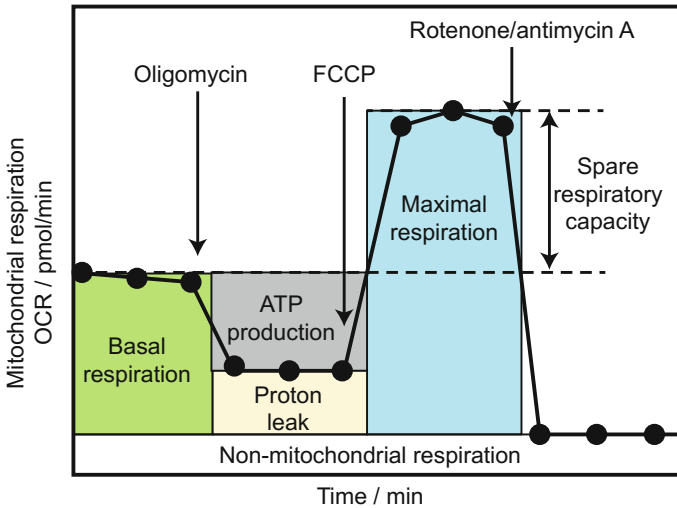 Rotenone/antimycin A
Oligomycin
FCCP
Mitochondrial respiration
OCR / pmol/min
Spare
respiratory
capacity
Maximal
respiration
ATP
production
Basal
respiration
Proton
leak
Non-mitochondrial respiration
Time / min